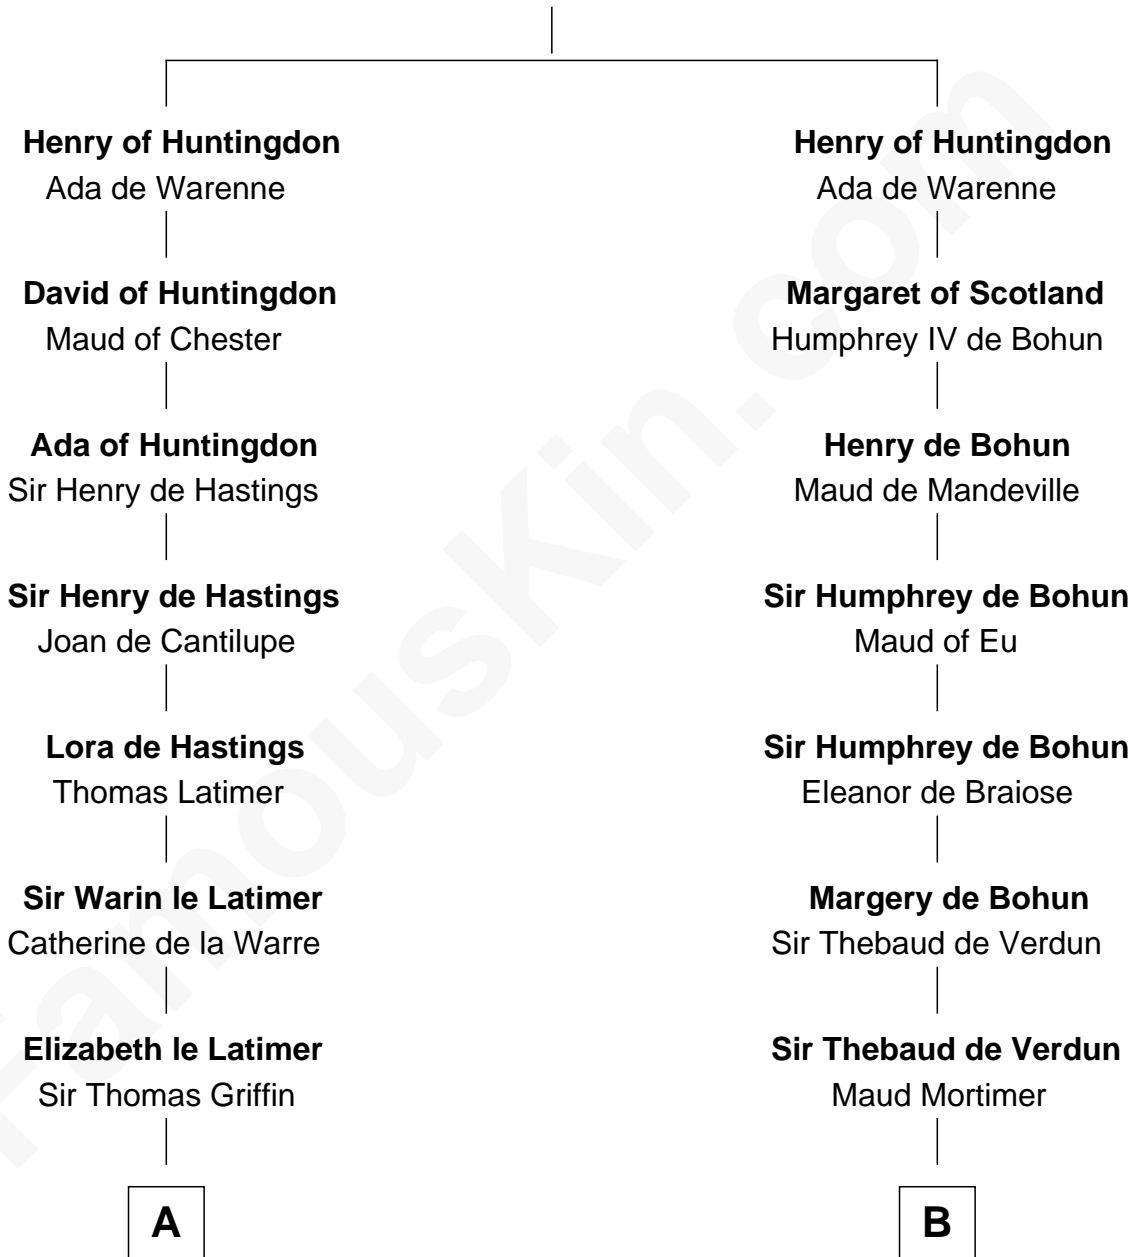 Henry of Huntingdon
Ada de Warenne
David of Huntingdon
Maud of Chester
Ada of Huntingdon
Sir Henry de Hastings
Sir Henry de Hastings
Joan de Cantilupe
Lora de Hastings
Thomas Latimer
Sir Warin le Latimer
Catherine de la Warre
Elizabeth le Latimer
Sir Thomas Griffin
A
Henry of Huntingdon
Ada de Warenne
Margaret of Scotland
Humphrey IV de Bohun
Henry de Bohun
Maud de Mandeville
Sir Humphrey de Bohun
Maud of Eu
Sir Humphrey de Bohun
Eleanor de Braiose
Margery de Bohun
Sir Thebaud de Verdun
Sir Thebaud de Verdun
Maud Mortimer
B
FamousKin.com